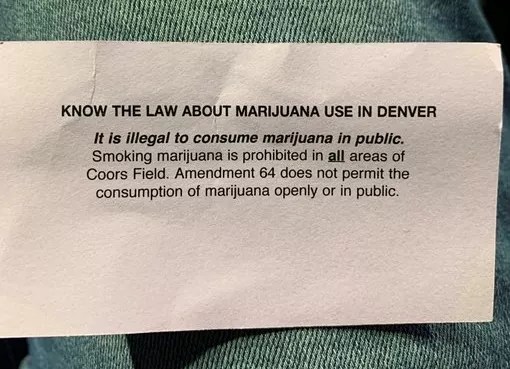 KNOW THE LAW ABOUT MARIJUANA USE IN DENVER
It is illegal to consume marijuana in public.
Smoking marijuana is prohibited in all areas of
Coors Field. Amendment 64 does not permit the
consumption of marijuana openly or in public.